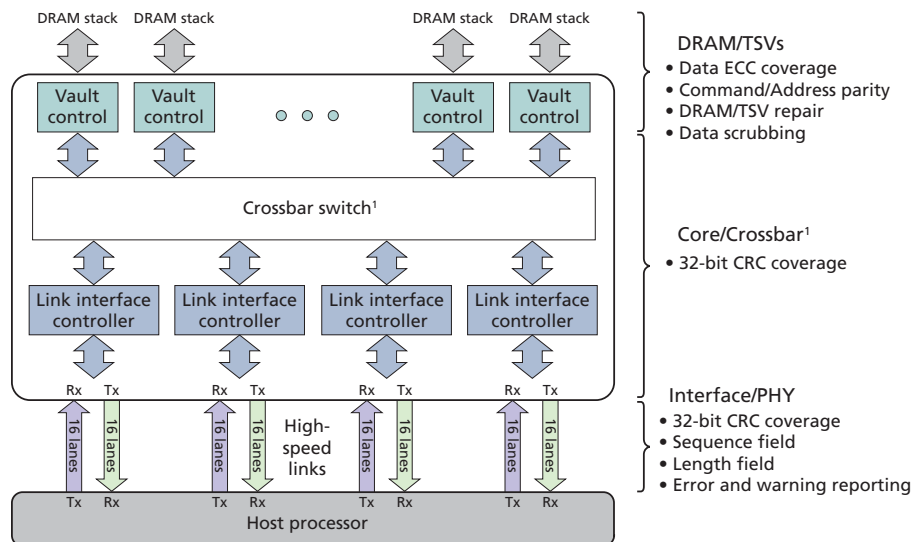 DRAM stack DRAM stack DRAM stack DRAM stack
Vault control
Vault control
Vault control
Vault control
Crossbar switch¹
Link interface controller
Link interface controller
Link interface controller
Link interface controller
Rx Tx Rx Tx Rx Tx Rx Tx
16 lanes
16 lanes
16 lanes
16 lanes
16 lanes
16 lanes
16 lanes
16 lanes
High-
speed
links
Tx Rx Tx Rx Tx Rx Tx Rx
Host processor
DRAM/TSVs
• Data ECC coverage
• Command/Address parity
• DRAM/TSV repair
• Data scrubbing
Core/Crossbar¹
• 32-bit CRC coverage
Interface/PHY
• 32-bit CRC coverage
• Sequence field
• Length field
• Error and warning reporting